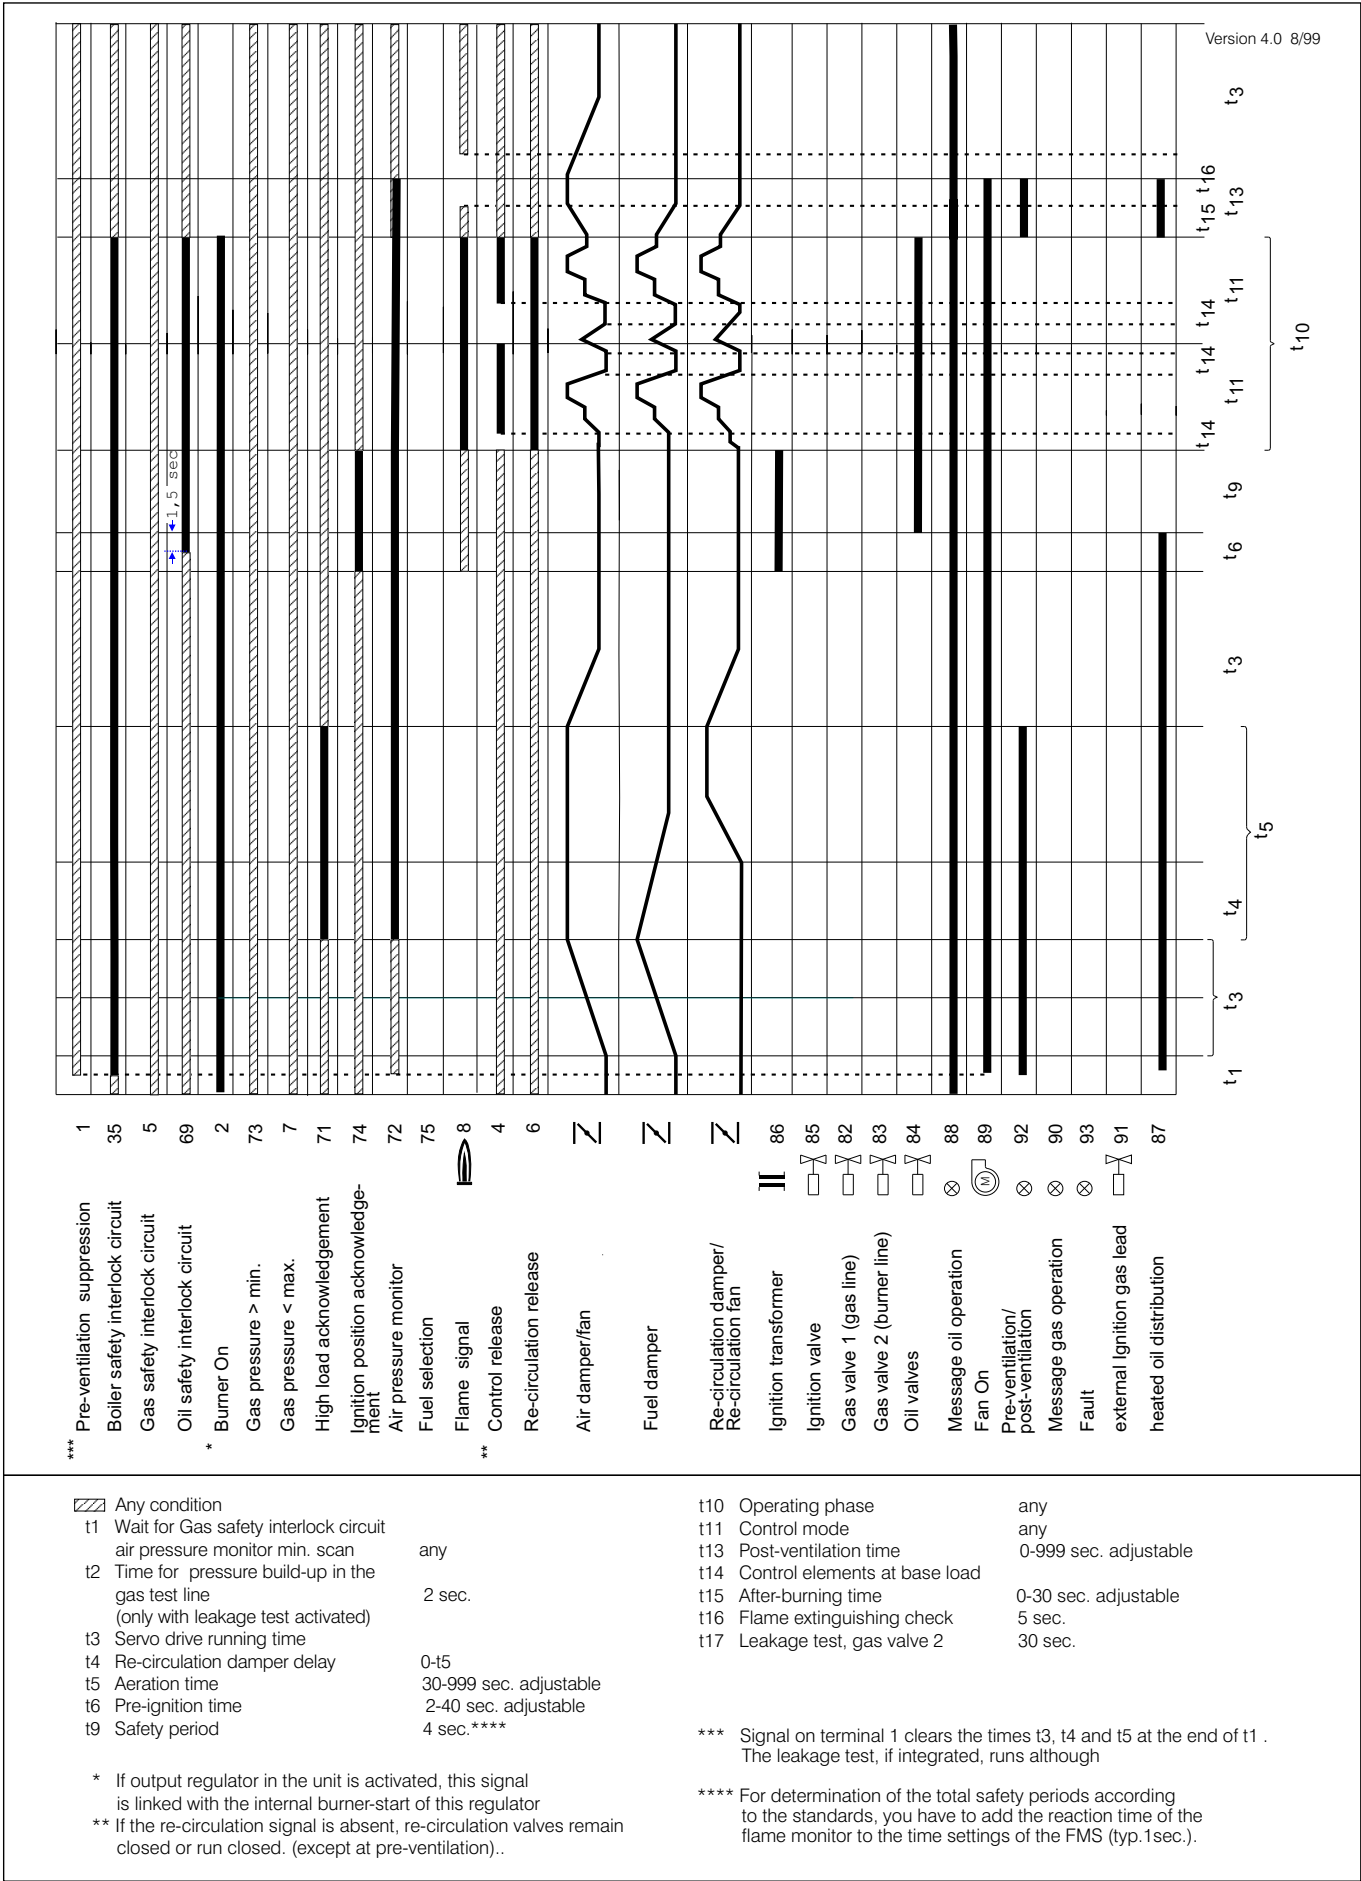 Version 4.0 8/99
t3
t16
t13
t15
t11
t14
t10
t14
t11
t14
t9
1,5 sec
t6
t3
t5
t4
t3
t1
*** Pre-ventilation suppression 1
Boiler safety interlock circuit 35
Gas safety interlock circuit 5
Oil safety interlock circuit 69
* Burner On 2
Gas pressure > min. 73
Gas pressure < max. 7
High load acknowledgement 71
Ignition position acknowledge-
ment 74
Air pressure monitor 72
Fuel selection 75
Flame signal 8
** Control release 4
Re-circulation release 6
Air damper/fan
Fuel damper
Re-circulation damper/
Re-circulation fan
Ignition transformer 86
Ignition valve 85
Gas valve 1 (gas line) 82
Gas valve 2 (burner line) 83
Oil valves 84
Message oil operation 88
Fan On M 89
Pre-ventilation/
post-ventilation 92
Message gas operation 90
Fault 93
external Ignition gas lead 91
heated oil distribution 87
Any condition
t1 Wait for Gas safety interlock circuit
air pressure monitor min. scan any
t2 Time for pressure build-up in the
gas test line 2 sec.
(only with leakage test activated)
t3 Servo drive running time
t4 Re-circulation damper delay 0-t5
t5 Aeration time 30-999 sec. adjustable
t6 Pre-ignition time 2-40 sec. adjustable
t9 Safety period 4 sec.****
* If output regulator in the unit is activated, this signal
is linked with the internal burner-start of this regulator
** If the re-circulation signal is absent, re-circulation valves remain
closed or run closed. (except at pre-ventilation)..
t10 Operating phase any
t11 Control mode any
t13 Post-ventilation time 0-999 sec. adjustable
t14 Control elements at base load
t15 After-burning time 0-30 sec. adjustable
t16 Flame extinguishing check 5 sec.
t17 Leakage test, gas valve 2 30 sec.
*** Signal on terminal 1 clears the times t3, t4 and t5 at the end of t1 .
The leakage test, if integrated, runs although
**** For determination of the total safety periods according
to the standards, you have to add the reaction time of the
flame monitor to the time settings of the FMS (typ.1sec.).